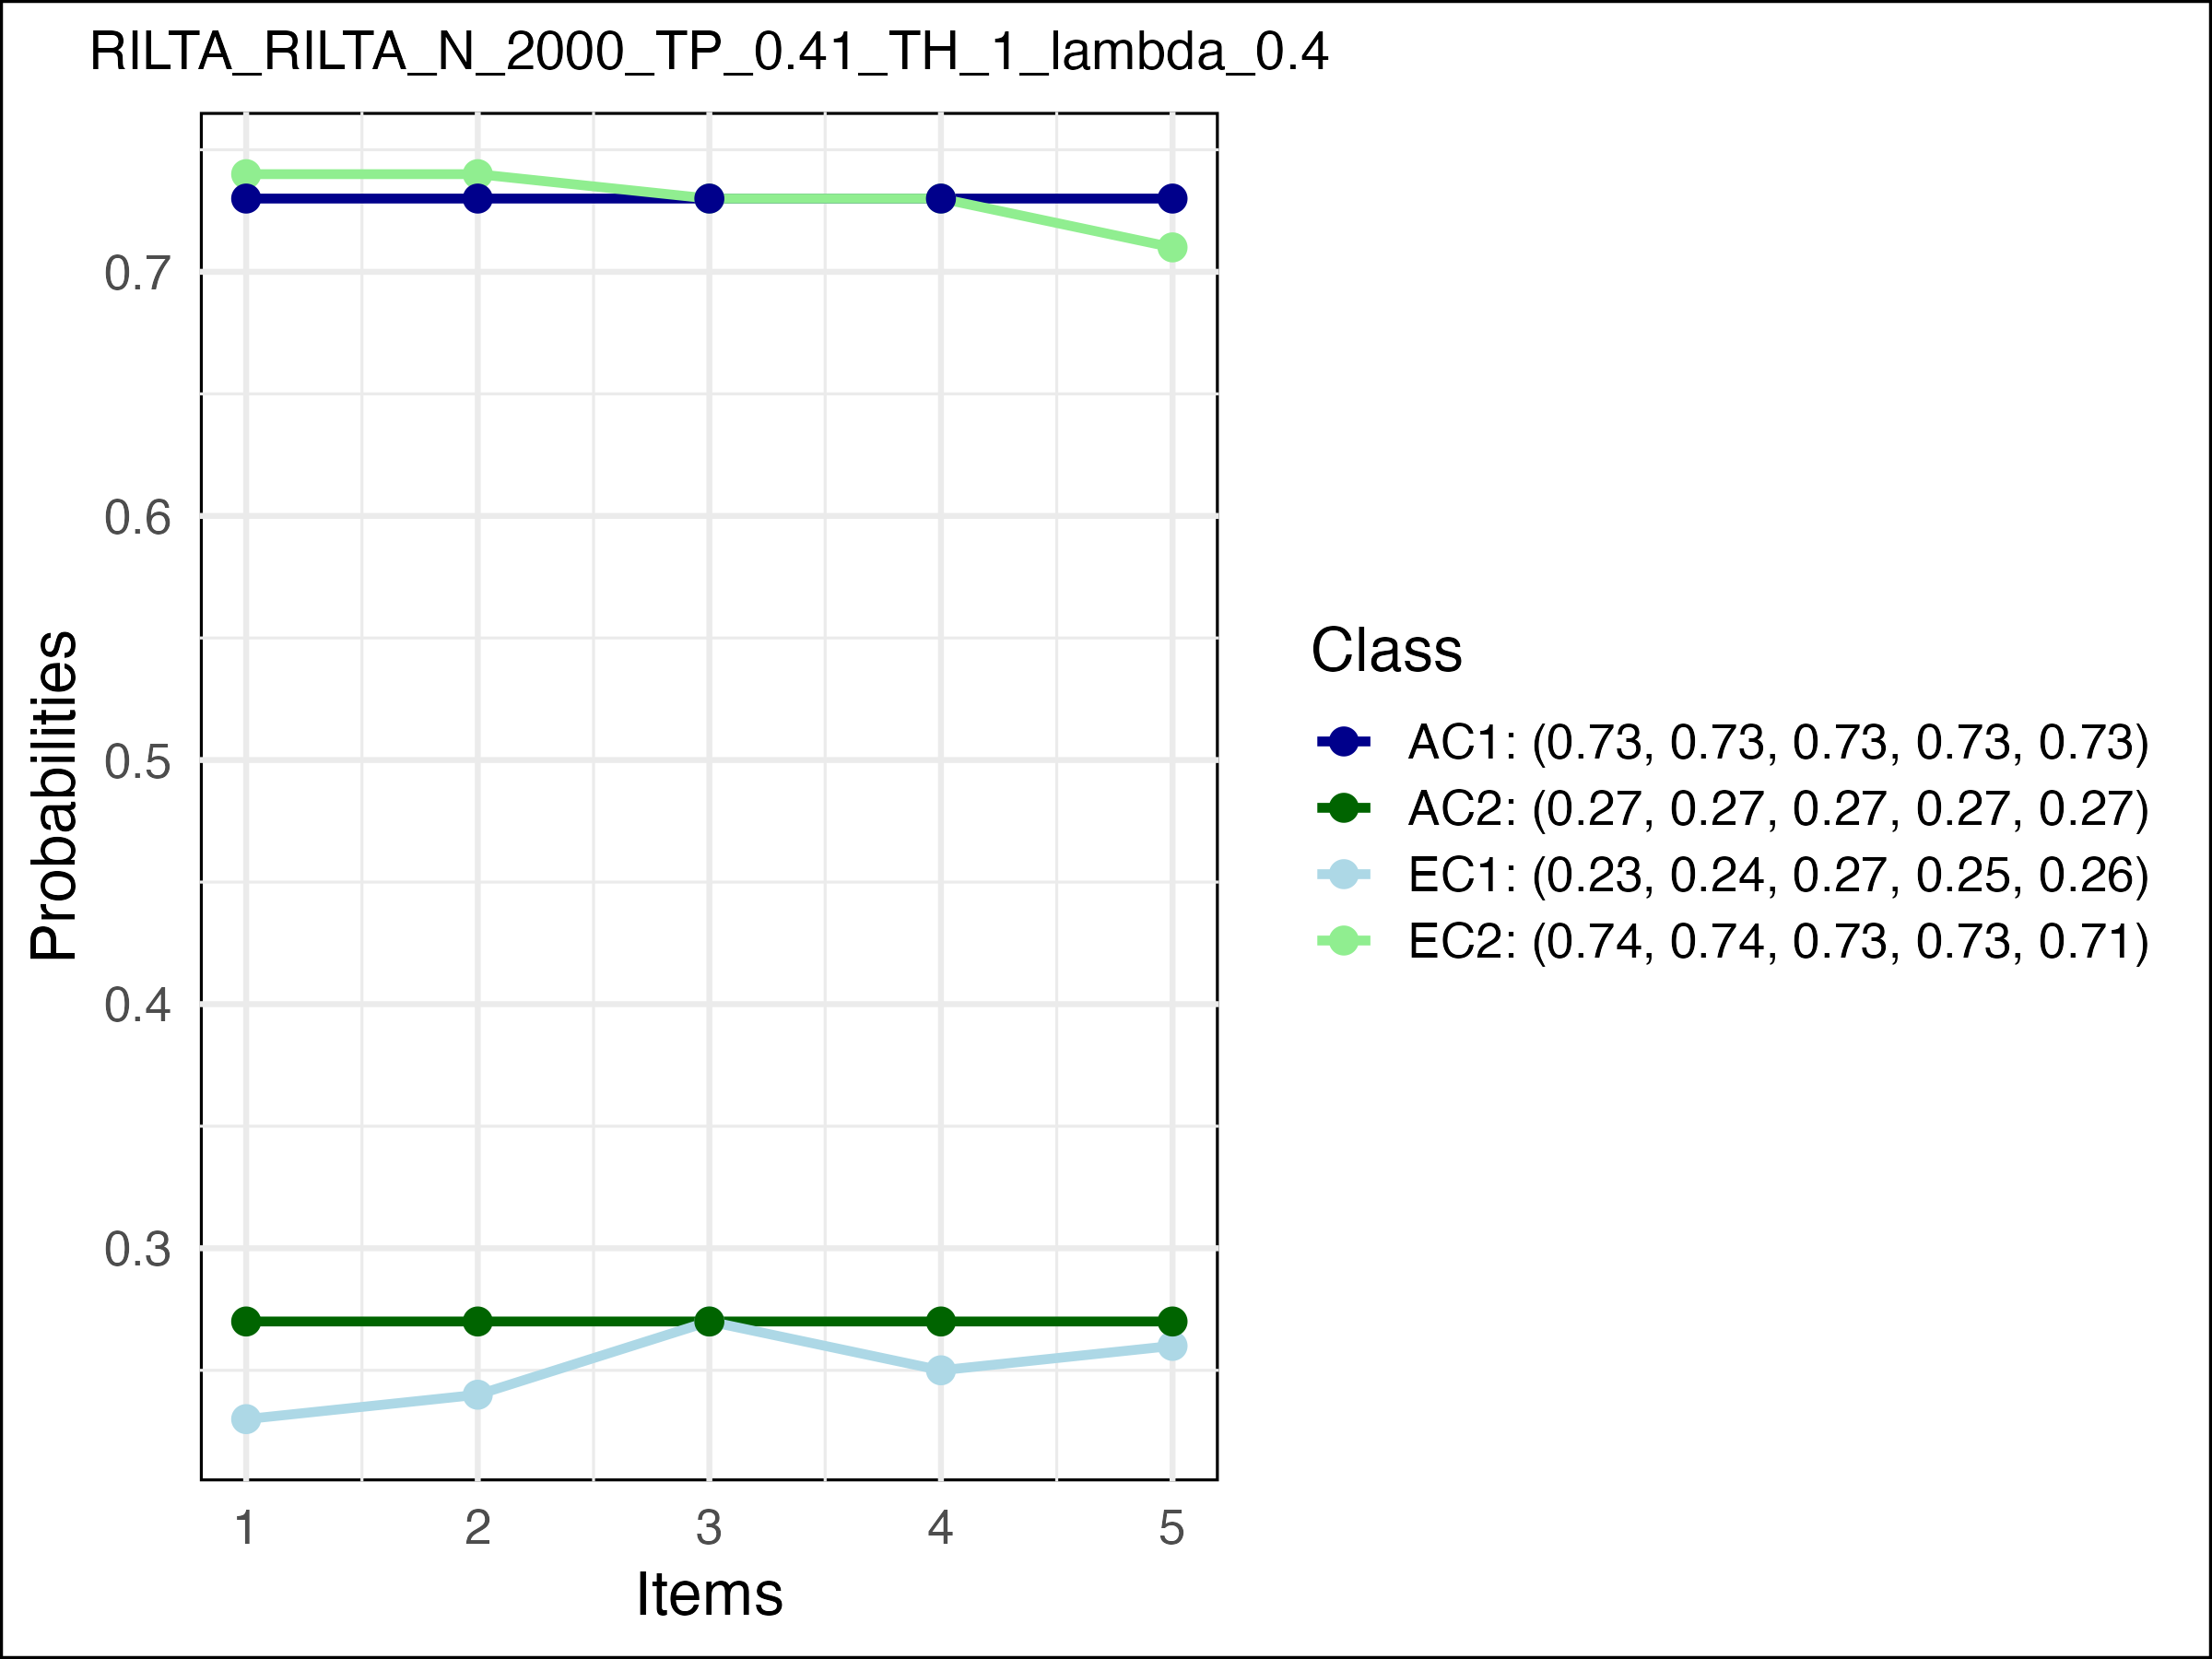 RILTA_RILTA_N_2000_TP_0.41_TH_1_lambda_0.4
Probabilities
0.7
0.6
0.5
0.4
0.3
1 2 3 4 5
Items
Class
AC1: (0.73, 0.73, 0.73, 0.73, 0.73)
AC2: (0.27, 0.27, 0.27, 0.27, 0.27)
EC1: (0.23, 0.24, 0.27, 0.25, 0.26)
EC2: (0.74, 0.74, 0.73, 0.73, 0.71)